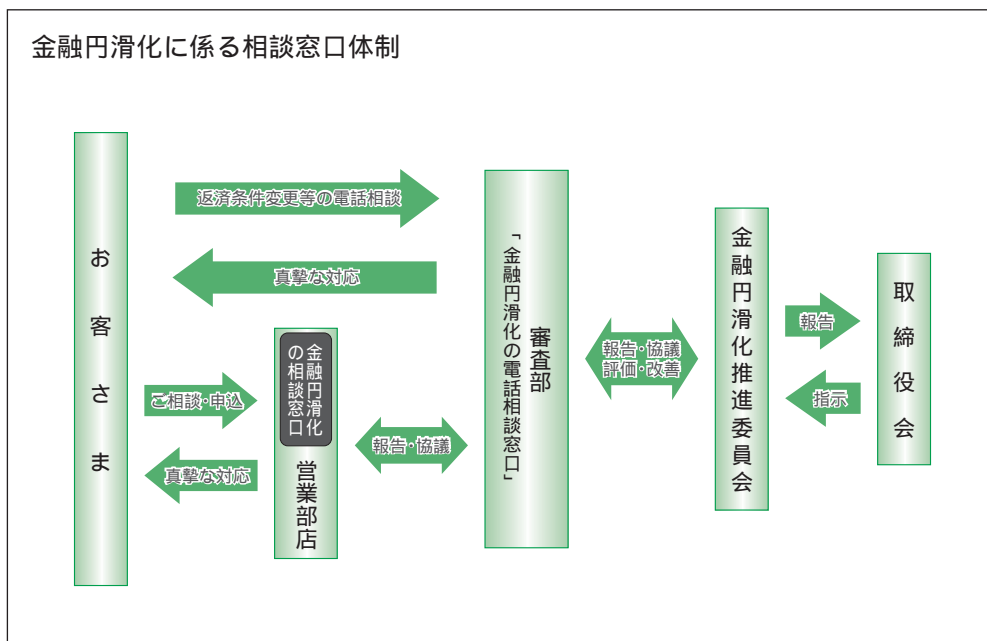 金融円滑化に係る相談窓口体制
お客さま
返済条件変更等の電話相談
真摯な対応
ご相談・申込
真摯な対応
金融円滑化
の相談窓口
営業部店
報告・協議
審査部
「金融円滑化の電話相談窓口」
報告・協議
評価・改善
金融円滑化推進委員会
報告
指示
取締役会